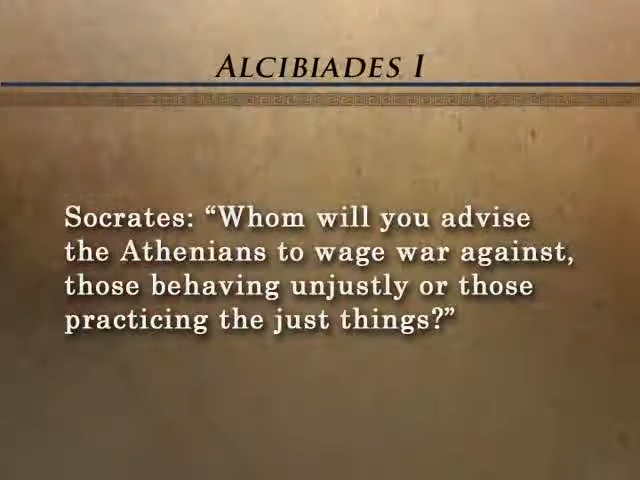 ALCIBIADES I
Socrates: “Whom will you advise
the Athenians to wage war against,
those behaving unjustly or those
practicing the just things?”